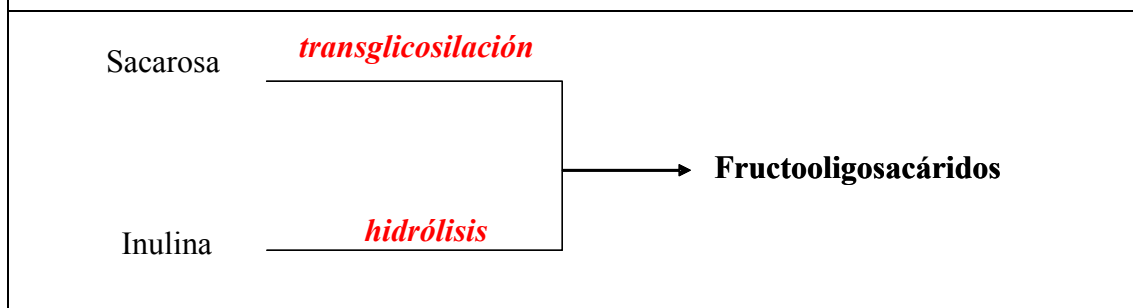 Sacarosa
transglicosilación
Fructooligosacáridos
Inulina
hidrólisis